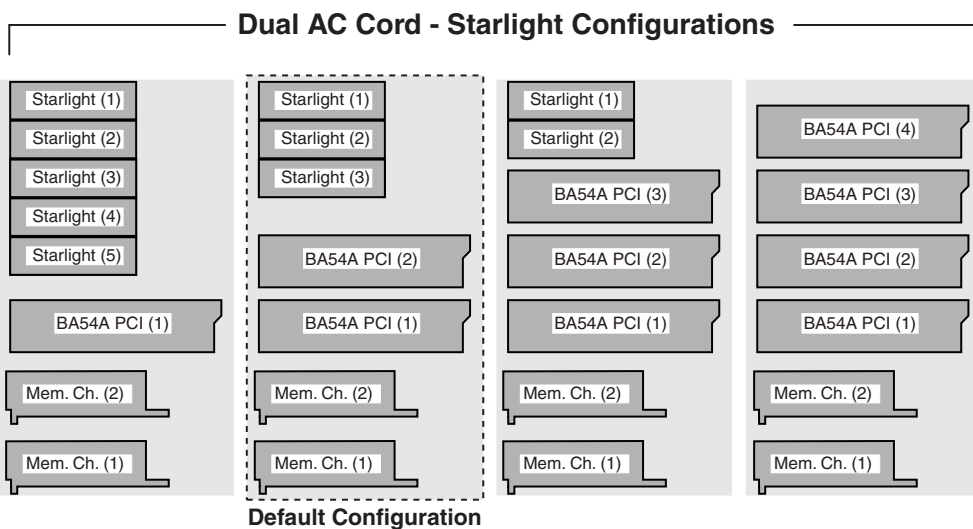 Dual AC Cord - Starlight Configurations
Starlight (1)
Starlight (2)
Starlight (3)
Starlight (4)
Starlight (5)
BA54A PCI (1)
Mem. Ch. (2)
Mem. Ch. (1)
Starlight (1)
Starlight (2)
Starlight (3)
BA54A PCI (2)
BA54A PCI (1)
Mem. Ch. (2)
Mem. Ch. (1)
Default Configuration
Starlight (1)
Starlight (2)
BA54A PCI (3)
BA54A PCI (2)
BA54A PCI (1)
Mem. Ch. (2)
Mem. Ch. (1)
BA54A PCI (4)
BA54A PCI (3)
BA54A PCI (2)
BA54A PCI (1)
Mem. Ch. (2)
Mem. Ch. (1)